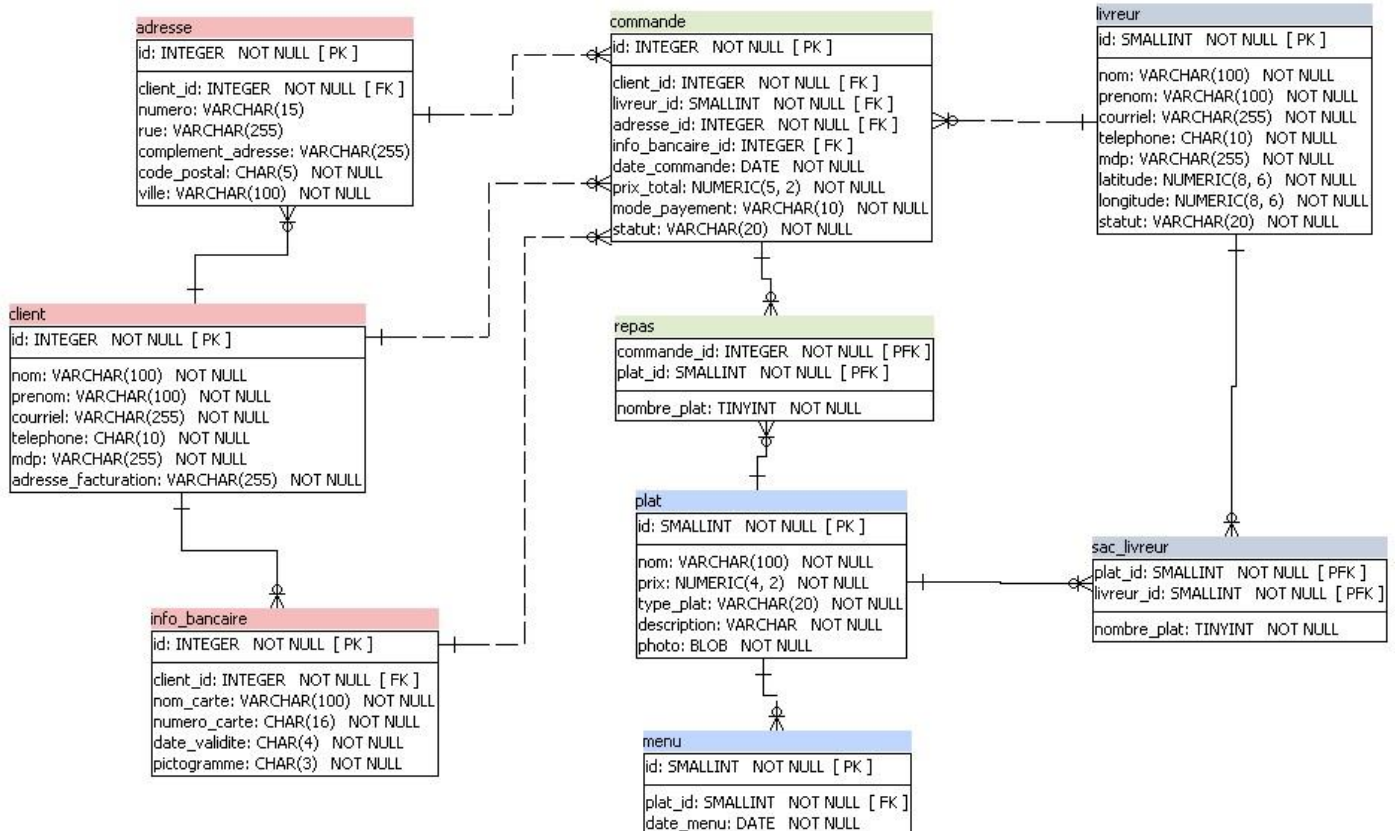 adresse
id: INTEGER NOT NULL [ PK ]
client_id: INTEGER NOT NULL [ FK ]
numero: VARCHAR(15)
rue: VARCHAR(255)
complement_adresse: VARCHAR(255)
code_postal: CHAR(5) NOT NULL
ville: VARCHAR(100) NOT NULL
commande
id: INTEGER NOT NULL [ PK ]
client_id: INTEGER NOT NULL [ FK ]
livreur_id: SMALLINT NOT NULL [ FK ]
adresse_id: INTEGER NOT NULL [ FK ]
info_bancaire_id: INTEGER [ FK ]
date_commande: DATE NOT NULL
prix_total: NUMERIC(5, 2) NOT NULL
mode_payement: VARCHAR(10) NOT NULL
statut: VARCHAR(20) NOT NULL
livreur
id: SMALLINT NOT NULL [ PK ]
nom: VARCHAR(100) NOT NULL
prenom: VARCHAR(100) NOT NULL
courriel: VARCHAR(255) NOT NULL
telephone: CHAR(10) NOT NULL
mdp: VARCHAR(255) NOT NULL
latitude: NUMERIC(8, 6) NOT NULL
longitude: NUMERIC(8, 6) NOT NULL
statut: VARCHAR(20) NOT NULL
client
id: INTEGER NOT NULL [ PK ]
nom: VARCHAR(100) NOT NULL
prenom: VARCHAR(100) NOT NULL
courriel: VARCHAR(255) NOT NULL
telephone: CHAR(10) NOT NULL
mdp: VARCHAR(255) NOT NULL
adresse_facturation: VARCHAR(255) NOT NULL
repas
commande_id: INTEGER NOT NULL [ PFK ]
plat_id: SMALLINT NOT NULL [ PFK ]
nombre_plat: TINYINT NOT NULL
plat
id: SMALLINT NOT NULL [ PK ]
nom: VARCHAR(100) NOT NULL
prix: NUMERIC(4, 2) NOT NULL
type_plat: VARCHAR(20) NOT NULL
description: VARCHAR NOT NULL
photo: BLOB NOT NULL
sac_livreur
plat_id: SMALLINT NOT NULL [ PFK ]
livreur_id: SMALLINT NOT NULL [ PFK ]
nombre_plat: TINYINT NOT NULL
info_bancaire
id: INTEGER NOT NULL [ PK ]
client_id: INTEGER NOT NULL [ FK ]
nom_carte: VARCHAR(100) NOT NULL
numero_carte: CHAR(16) NOT NULL
date_validite: CHAR(4) NOT NULL
pictogramme: CHAR(3) NOT NULL
menu
id: SMALLINT NOT NULL [ PK ]
plat_id: SMALLINT NOT NULL [ FK ]
date_menu: DATE NOT NULL